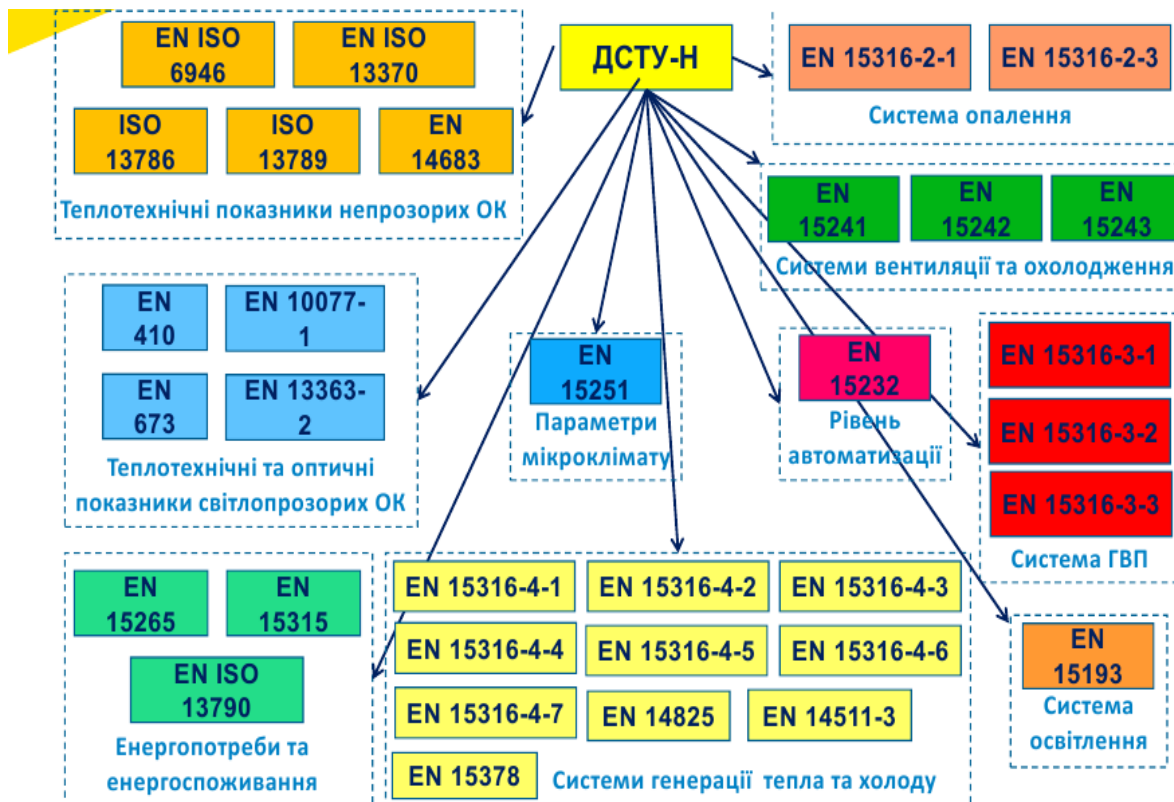 ДСТУ-Н
EN ISO
6946
EN ISO
13370
ISO
13786
ISO
13789
EN
14683
Теплотехнічні показники непрозорих ОК
EN 15316-2-1
EN 15316-2-3
Система опалення
EN
15241
EN
15242
EN
15243
Системи вентиляції та охолодження
EN
410
EN 10077-
1
EN
673
EN 13363-
2
Теплотехнічні та оптичні
показники світлопрозорих ОК
EN
15251
Параметри
мікроклімату
EN
15232
Рівень
автоматизації
EN 15316-3-1
EN 15316-3-2
EN 15316-3-3
Система ГВП
EN
15265
EN
15315
EN ISO
13790
Енергопотреби та
енергоспоживання
EN 15316-4-1
EN 15316-4-2
EN 15316-4-3
EN 15316-4-4
EN 15316-4-5
EN 15316-4-6
EN 15316-4-7
EN 14825
EN 14511-3
EN 15378
Системи генерації тепла та холоду
EN
15193
Система
освітлення